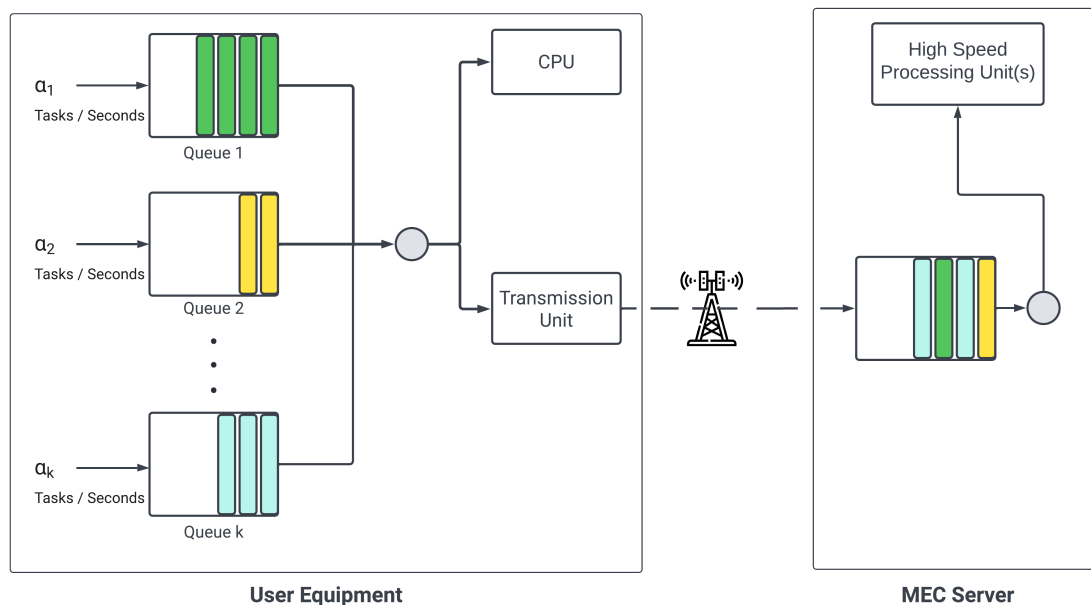 α1
Tasks / Seconds
Queue 1
α2
Tasks / Seconds
Queue 2
αk
Tasks / Seconds
Queue k
CPU
Transmission
Unit
User Equipment
High Speed
Processing Unit(s)
MEC Server